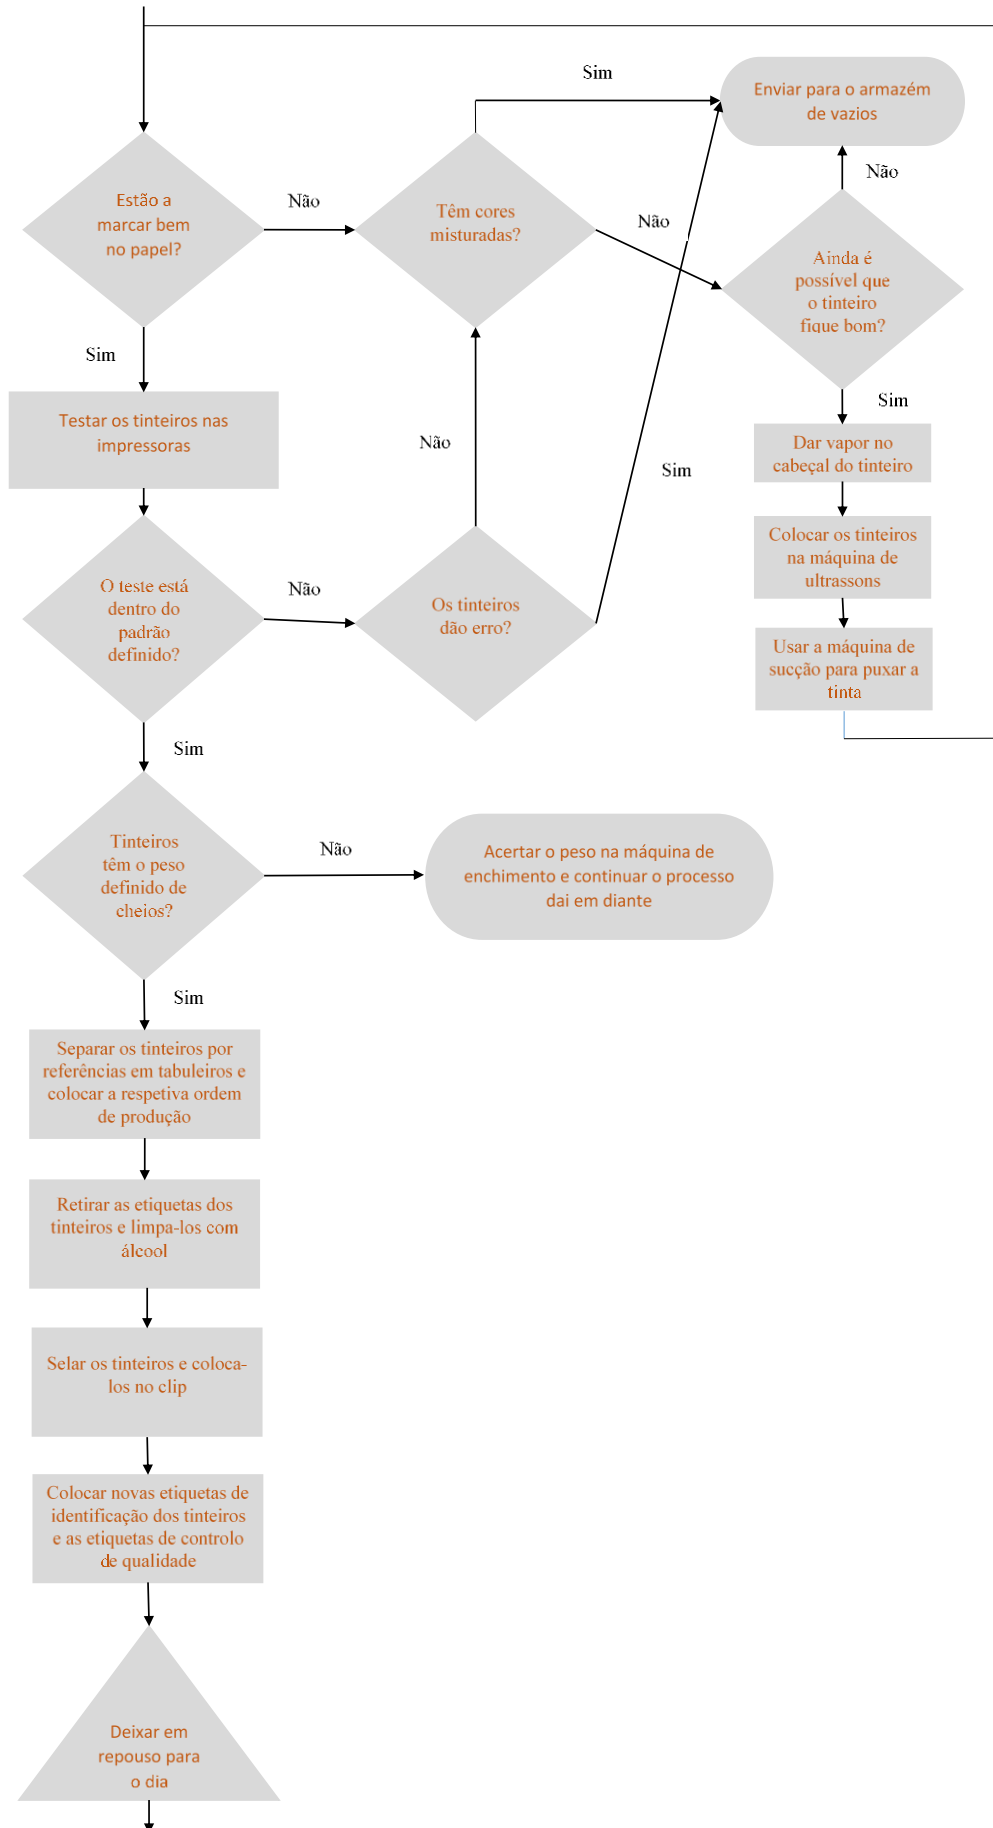 Sim
Enviar para o armazém
de vazios
Estão a
marcar bem
no papel?
Não
Têm cores
misturadas?
Não
Não
Ainda é
possível que
o tinteiro
fique bom?
Sim
Testar os tinteiros nas
impressoras
Não
Sim
Sim
Dar vapor no
cabeçal do tinteiro
Colocar os tinteiros
na máquina de
ultrassons
O teste está
dentro do
padrão
definido?
Não
Os tinteiros
dão erro?
Usar a máquina de
sucção para puxar a
tinta
Sim
Tinteiros
têm o peso
definido de
cheios?
Não
Acertar o peso na máquina de
enchimento e continuar o processo
dai em diante
Sim
Separar os tinteiros por
referências em tabuleiros e
colocar a respetiva ordem
de produção
Retirar as etiquetas dos
tinteiros e limpa-los com
álcool
Selar os tinteiros e coloca-
los no clip
Colocar novas etiquetas de
identificação dos tinteiros
e as etiquetas de controlo
de qualidade
Deixar em
repouso para
o dia